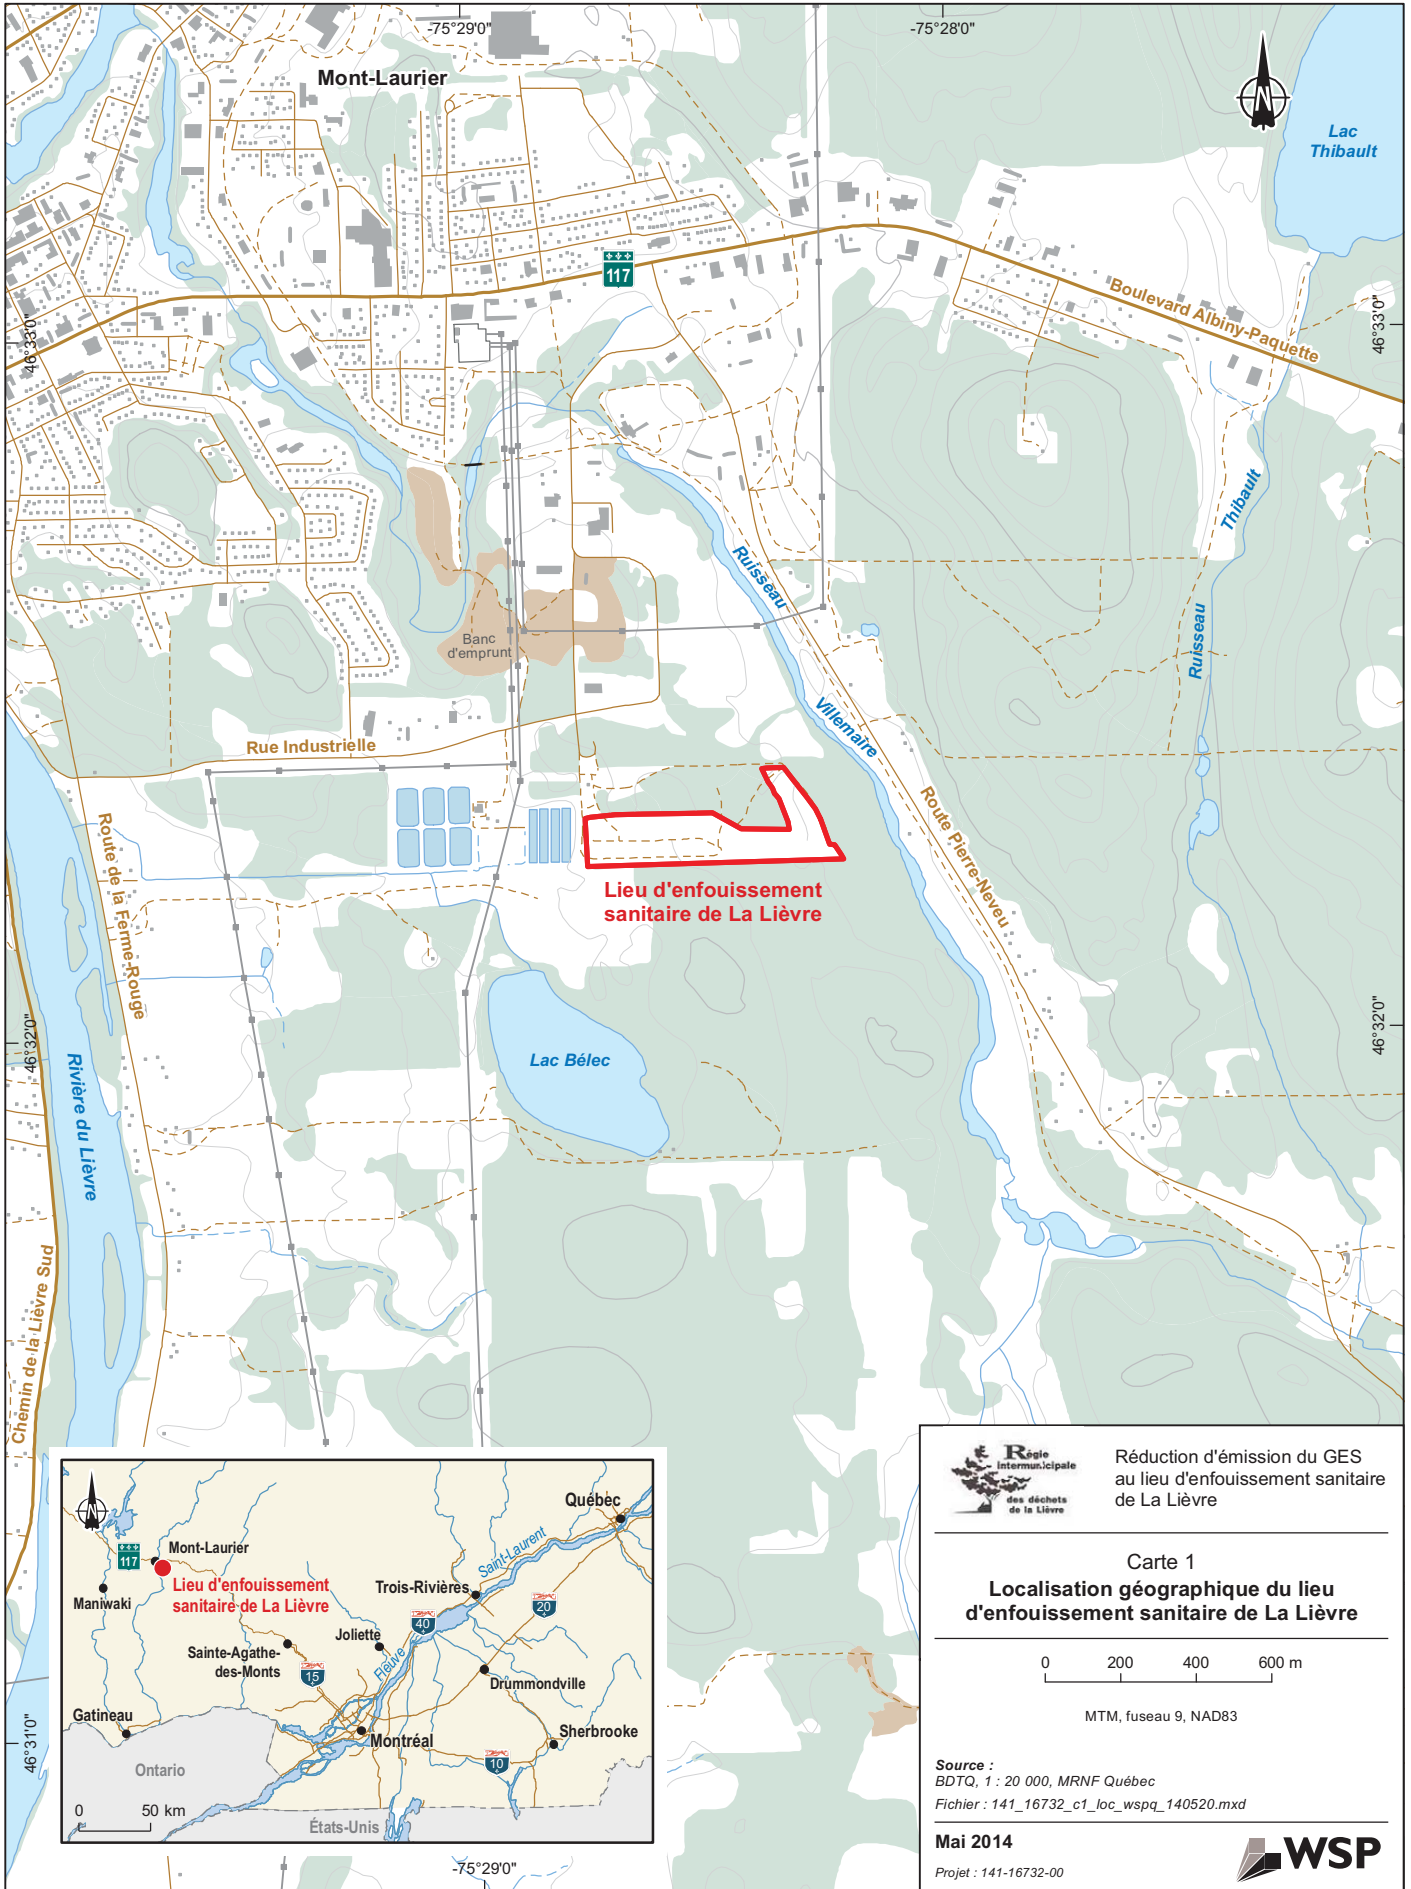 -75°29'0"
-75°28'0"
Mont-Laurier
Lac
Thibault
117
Boulevard Albiny-Paquette
46°33'0"
46°33'0"
Thibault
Ruisseau
Ruisseau
Banc
d'emprunt
Villemaire
Rue Industrielle
Route Pierre-Neveu
Route de la Ferme-Rouge
Lieu d'enfouissement
sanitaire de La Lièvre
46°32'0"
46°32'0"
Lac Bélec
Rivière du Lièvre
Chemin de la Lièvre Sud
46°31'0"
Québec
Saint-Laurent
117
Mont-Laurier
Lieu d'enfouissement
sanitaire de La Lièvre
Maniwaki
Trois-Rivières
20
40
Joliette
Sainte-Agathe-
des-Monts
15
Fleuve
Drummondville
Gatineau
Montréal
Sherbrooke
10
Ontario
0 50 km
États-Unis
-75°29'0"
Régie
Intermunicipale
des déchets
de la Lièvre
Réduction d'émission du GES
au lieu d'enfouissement sanitaire
de La Lièvre
Carte 1
Localisation géographique du lieu
d'enfouissement sanitaire de La Lièvre
0 200 400 600 m
MTM, fuseau 9, NAD83
Source :
BDTQ, 1 : 20 000, MRNF Québec
Fichier : 141_16732_c1_loc_wspq_140520.mxd
Mai 2014
Projet : 141-16732-00
WSP
N